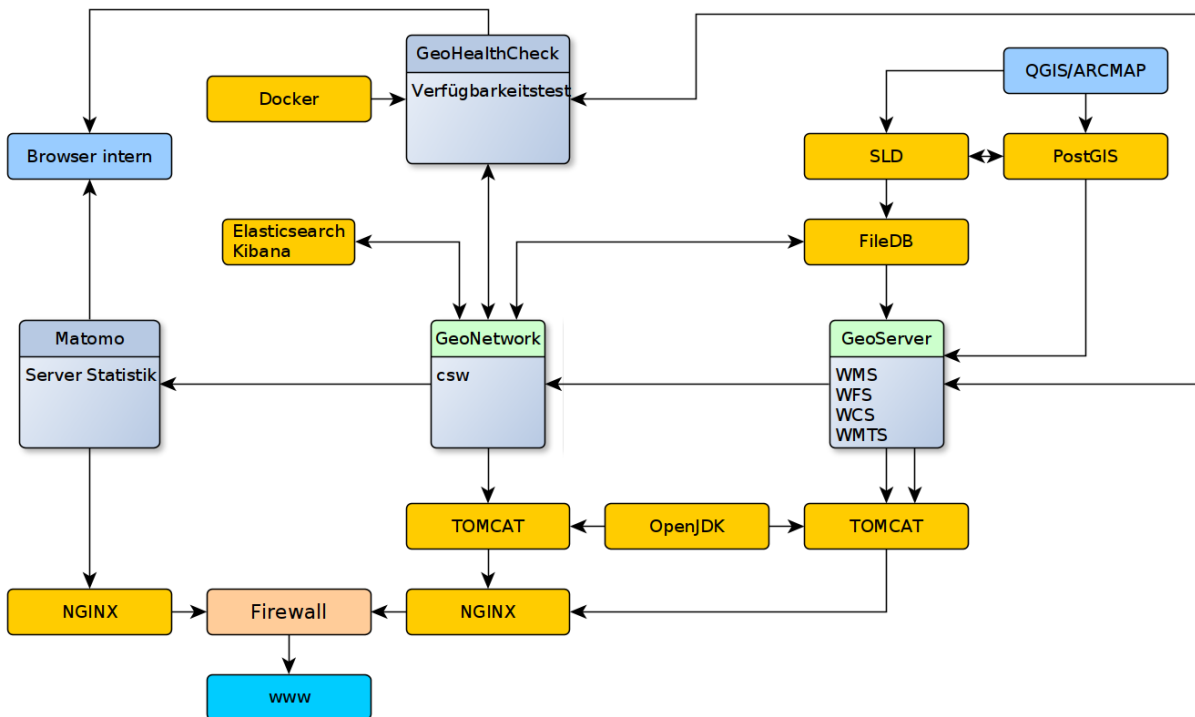 GeoHealthCheck
Verfügbarkeitstest
QGIS/ARCMAP
Docker
Browser intern
SLD
PostGIS
Elasticsearch
Kibana
FileDB
Matomo
Server Statistik
GeoNetwork
csw
GeoServer
WMS
WFS
WCS
WMTS
TOMCAT
OpenJDK
TOMCAT
NGINX
Firewall
NGINX
www